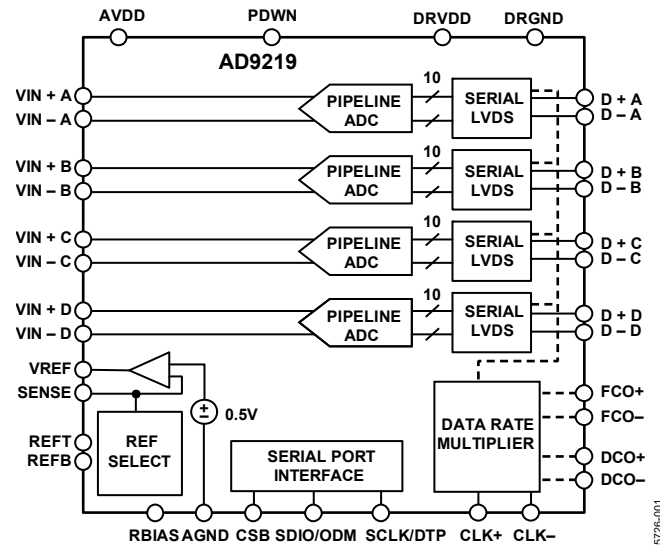 AVDD PDWN DRVDD DRGND
AD9219
VIN + A
VIN – A
PIPELINE
ADC
10
SERIAL
LVDS
D + A
D – A
VIN + B
VIN – B
PIPELINE
ADC
10
SERIAL
LVDS
D + B
D – B
VIN + C
VIN – C
PIPELINE
ADC
10
SERIAL
LVDS
D + C
D – C
VIN + D
VIN – D
PIPELINE
ADC
10
SERIAL
LVDS
D + D
D – D
VREF
SENSE
±
0.5V
REFT
REFB
REF
SELECT
SERIAL PORT
INTERFACE
DATA RATE
MULTIPLIER
FCO+
FCO–
DCO+
DCO–
RBIAS AGND CSB SDIO/ODM SCLK/DTP CLK+ CLK–